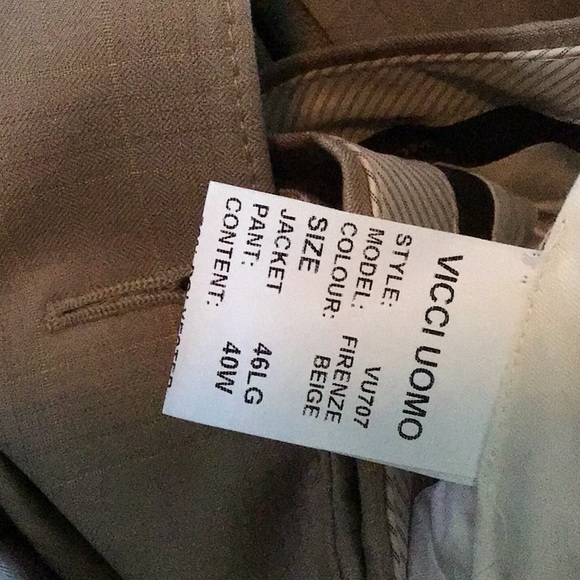 VICCI UOMO
STYLE: VU707
MODEL: FIRENZE
COLOUR: BEIGE
SIZE
JACKET 46LG
PANT: 40W
CONTENT: